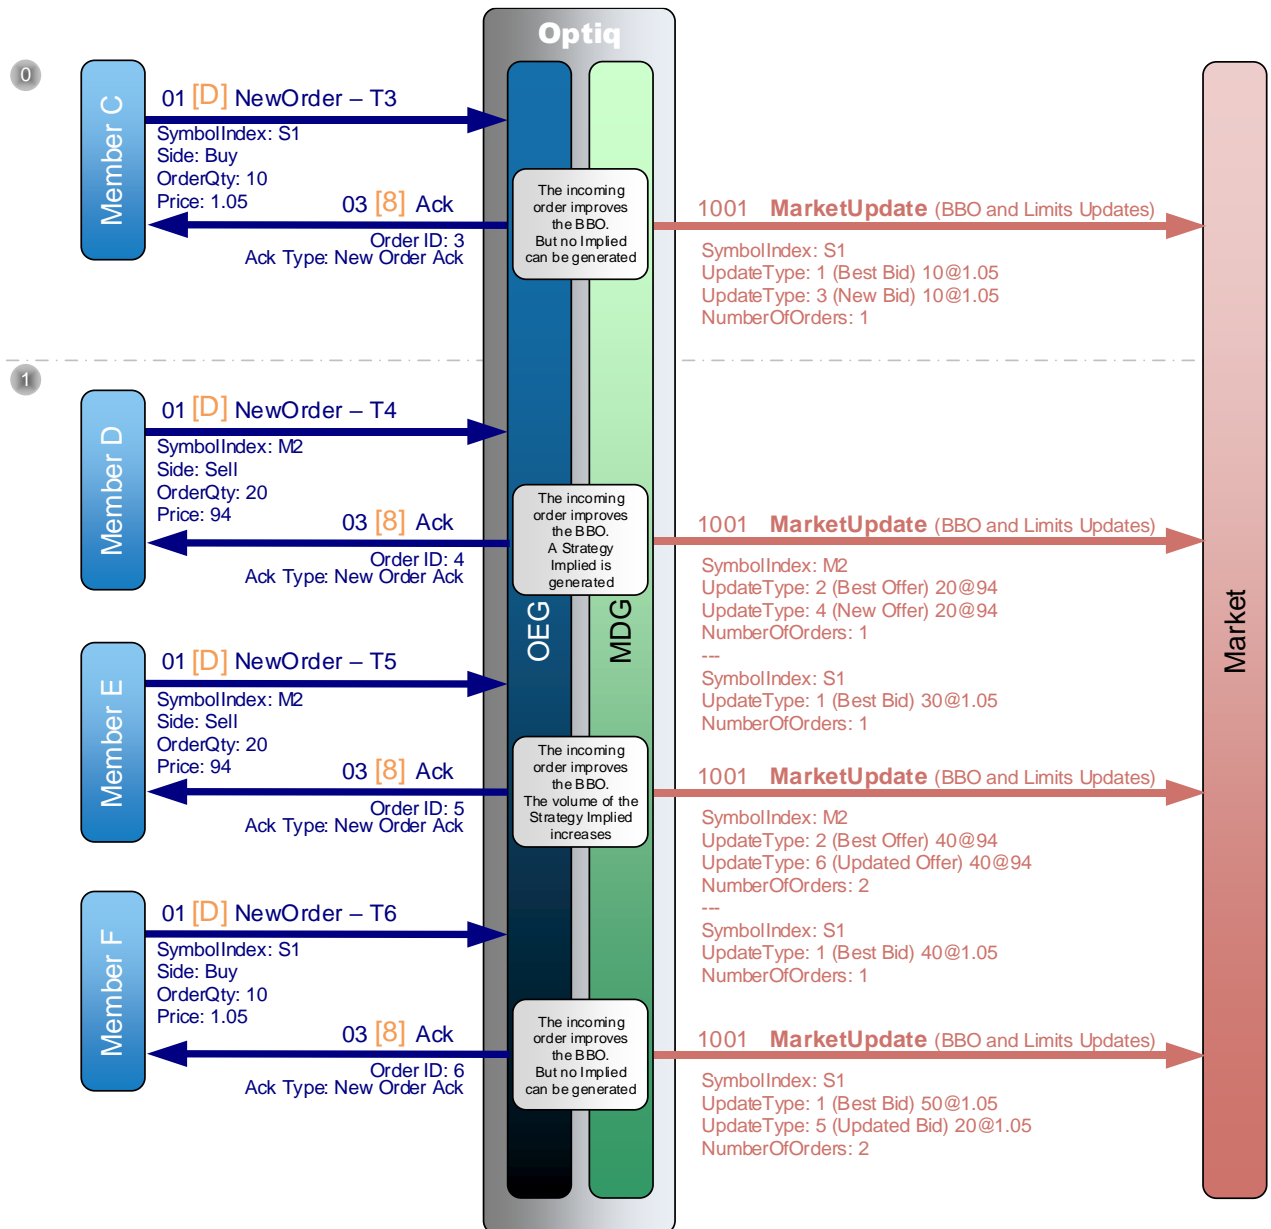 Optiq
0
Member C
01 [D] NewOrder – T3
SymbolIndex: S1
Side: Buy
OrderQty: 10
Price: 1.05
03 [8] Ack
Order ID: 3
Ack Type: New Order Ack
The incoming
order improves
the BBO.
But no Implied
can be generated
1001 MarketUpdate (BBO and Limits Updates)
SymbolIndex: S1
UpdateType: 1 (Best Bid) 10@1.05
UpdateType: 3 (New Bid) 10@1.05
NumberOfOrders: 1
1
Member D
01 [D] NewOrder – T4
SymbolIndex: M2
Side: Sell
OrderQty: 20
Price: 94
03 [8] Ack
Order ID: 4
Ack Type: New Order Ack
The incoming
order improves
the BBO.
A Strategy
Implied is
generated
1001 MarketUpdate (BBO and Limits Updates)
SymbolIndex: M2
UpdateType: 2 (Best Offer) 20@94
UpdateType: 4 (New Offer) 20@94
NumberOfOrders: 1
---
SymbolIndex: S1
UpdateType: 1 (Best Bid) 30@1.05
NumberOfOrders: 1
OEG
MDG
Market
Member E
01 [D] NewOrder – T5
SymbolIndex: M2
Side: Sell
OrderQty: 20
Price: 94
03 [8] Ack
Order ID: 5
Ack Type: New Order Ack
The incoming
order improves
the BBO.
The volume of the
Strategy Implied
increases
1001 MarketUpdate (BBO and Limits Updates)
SymbolIndex: M2
UpdateType: 2 (Best Offer) 40@94
UpdateType: 6 (Updated Offer) 40@94
NumberOfOrders: 2
---
SymbolIndex: S1
UpdateType: 1 (Best Bid) 40@1.05
NumberOfOrders: 1
Member F
01 [D] NewOrder – T6
SymbolIndex: S1
Side: Buy
OrderQty: 10
Price: 1.05
03 [8] Ack
Order ID: 6
Ack Type: New Order Ack
The incoming
order improves
the BBO.
But no Implied
can be generated
1001 MarketUpdate (BBO and Limits Updates)
SymbolIndex: S1
UpdateType: 1 (Best Bid) 50@1.05
UpdateType: 5 (Updated Bid) 20@1.05
NumberOfOrders: 2